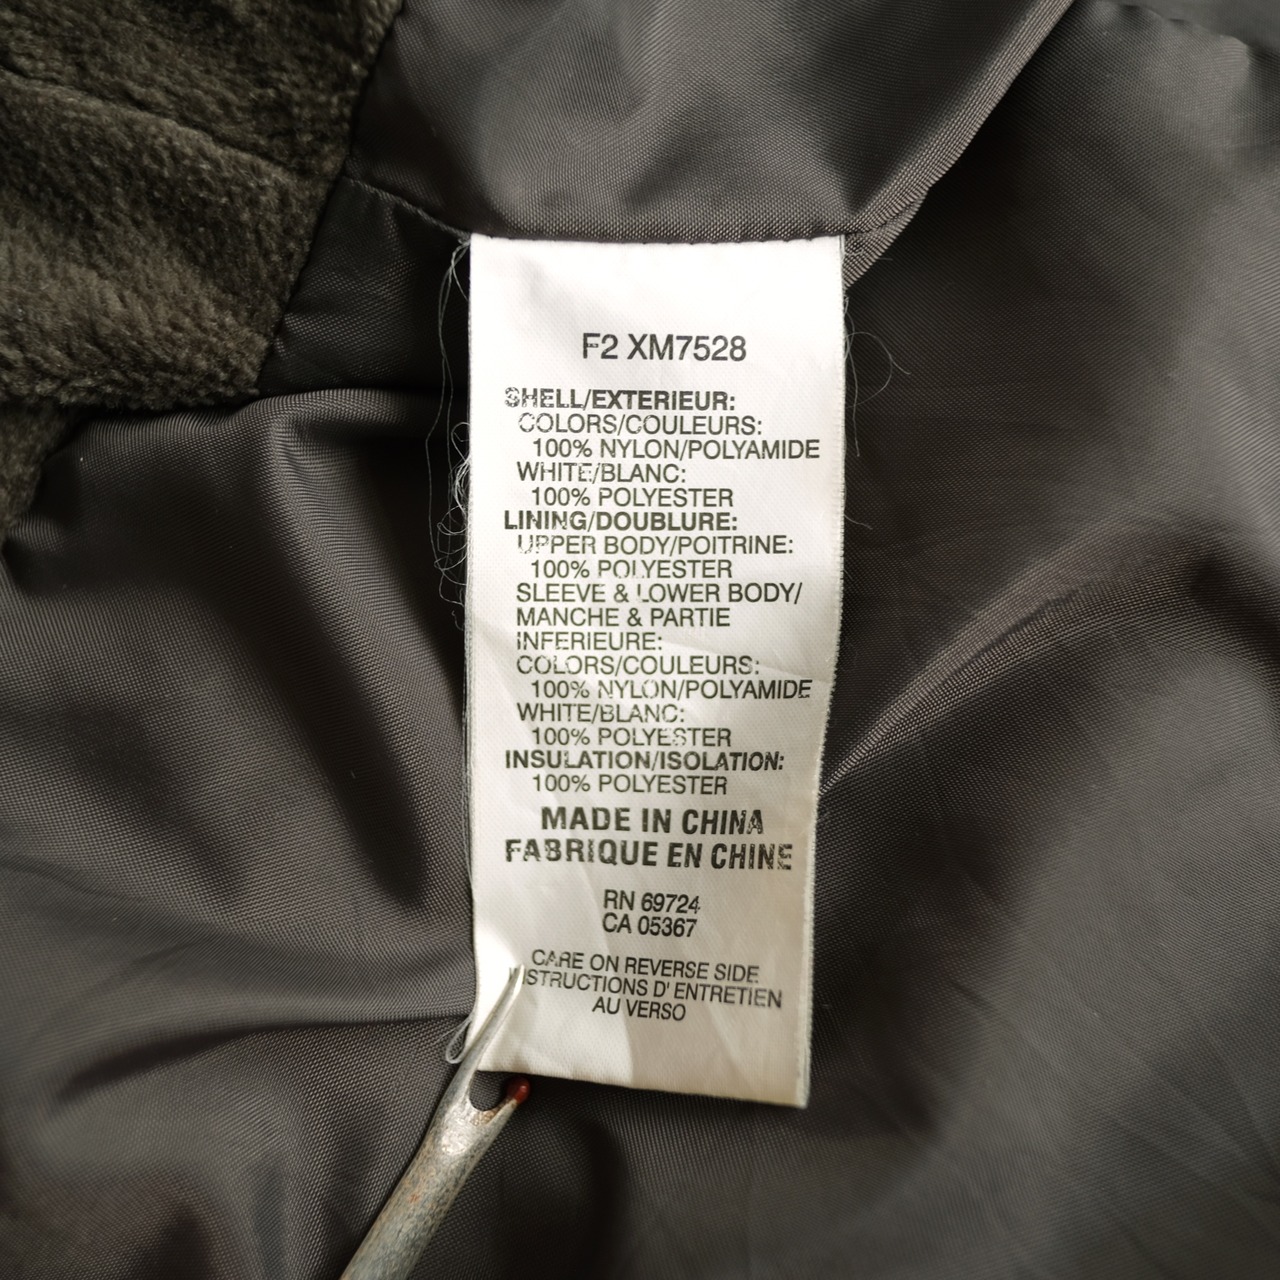 F2 XM7528
SHELL/EXTERIEUR:
COLORS/COULEURS:
100% NYLON/POLYAMIDE
WHITE/BLANC:
100% POLYESTER
LINING/DOUBLURE:
UPPER BODY/POITRINE:
100% POLYESTER
SLEEVE & LOWER BODY/
MANCHE & PARTIE
INFERIEURE:
COLORS/COULEURS:
100% NYLON/POLYAMIDE
WHITE/BLANC:
100% POLYESTER
INSULATION/ISOLATION:
100% POLYESTER
MADE IN CHINA
FABRIQUE EN CHINE
RN 69724
CA 05367
CARE ON REVERSE SIDE
D' ENTRETIEN
AU VERSO